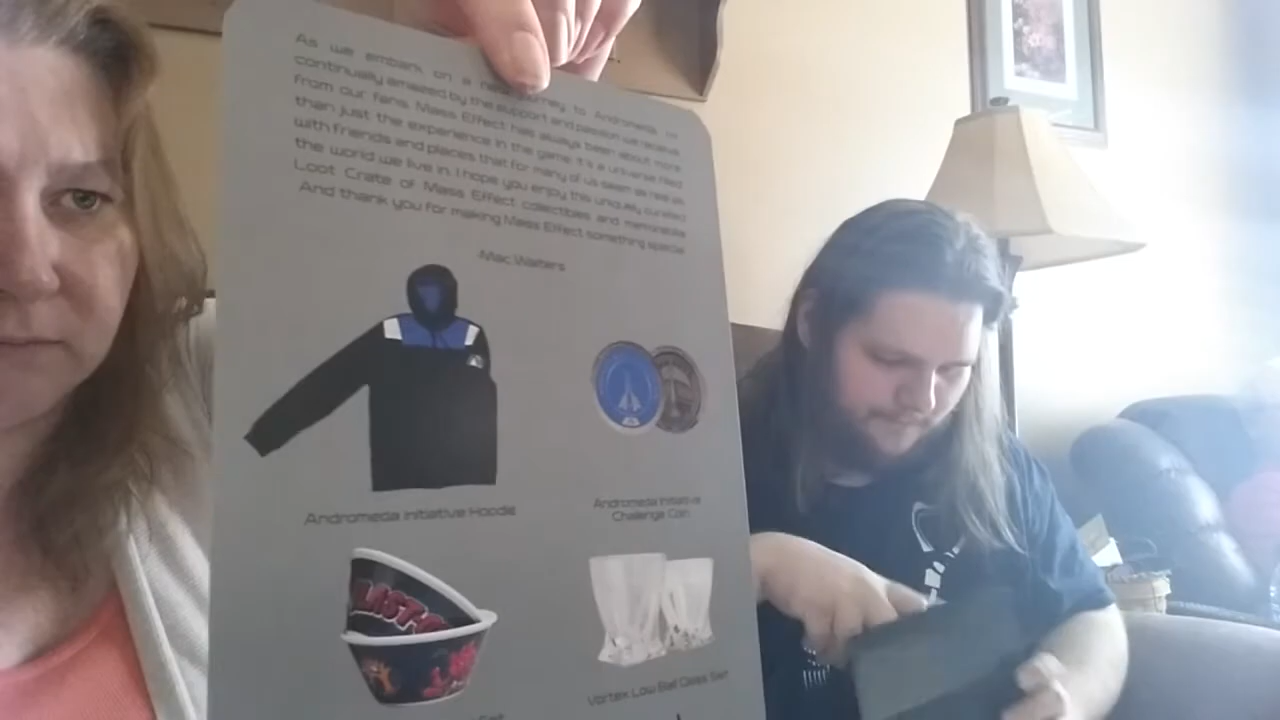 As we embark on a new journey to Andromeda, I'm
continually amazed by the support and passion we receive
from our fans. Mass Effect has always been about more
than just the experience in the game. It's a universe filled
with friends and places that for many of us seem as real as
the world we live in. I hope you enjoy this uniquely curated
Loot Crate of Mass Effect collectibles and memorabilia
And thank you for making Mass Effect something special
-Mac Walters
Andromeda Initiative Hoodie
Andromeda Initiative
Challenge Coin
BLASTO
Vortex Low Ball Glass Set
Set